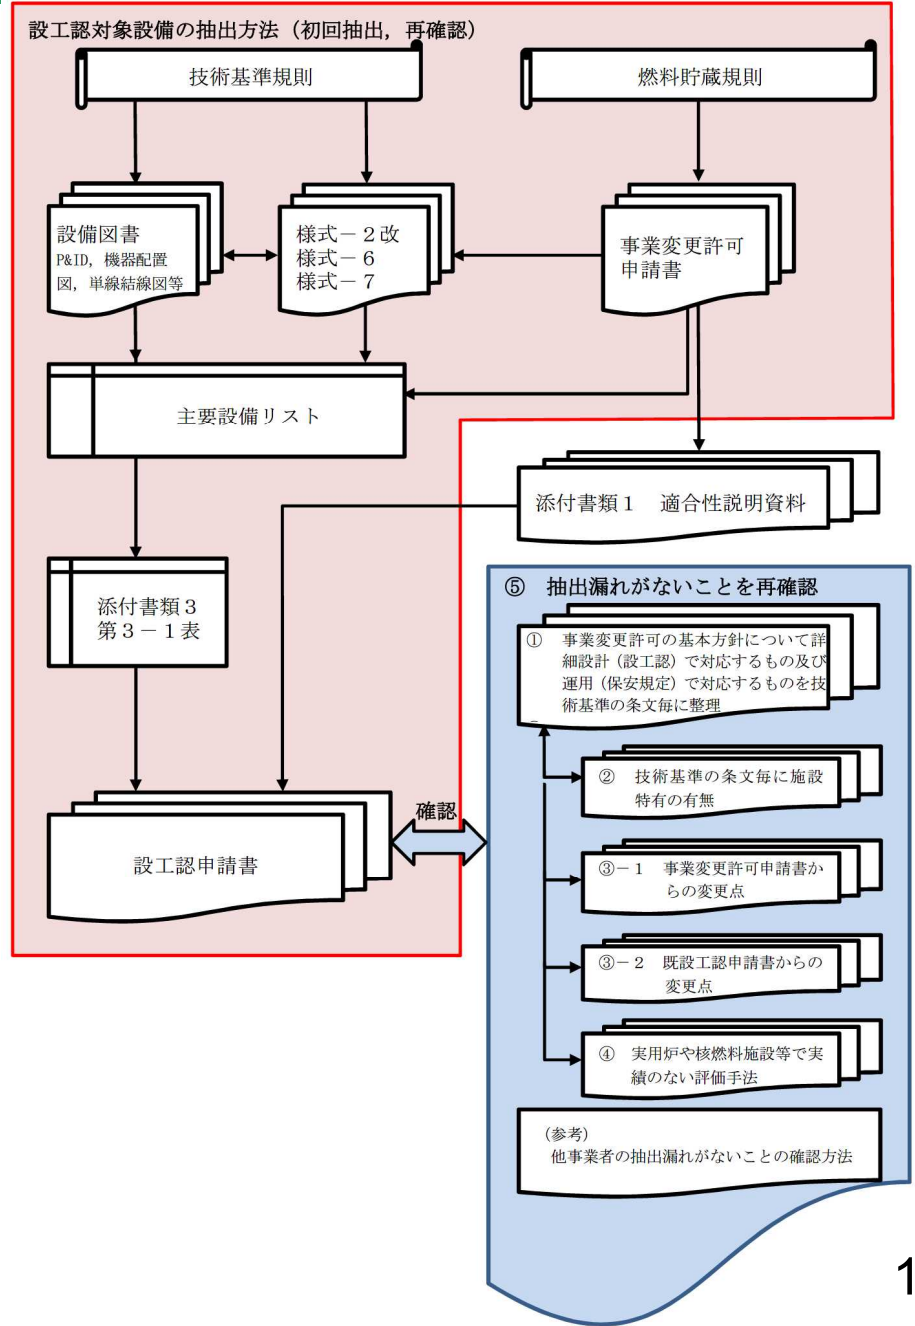 設工認対象設備の抽出方法（初回抽出，再確認）
技術基準規則
燃料貯蔵規則
設備図書
P&ID，機器配置
図，単線結線図等
様式－２改
様式－６
様式－７
事業変更許可
申請書
主要設備リスト
添付書類１　適合性説明資料
添付書類３
第３－１表
設工認申請書
確認
⑤　抽出漏れがないことを再確認
①　事業変更許可の基本方針について詳
細設計（設工認）で対応するもの及び
運用（保安規定）で対応するものを技
術基準の条文毎に整理
②　技術基準の条文毎に施設
特有の有無
③－１　事業変更許可申請書か
らの変更点
③－２　既設工認申請書からの
変更点
④　実用炉や核燃料施設等で実
績のない評価手法
（参考）
他事業者の抽出漏れがないことの確認方法
1